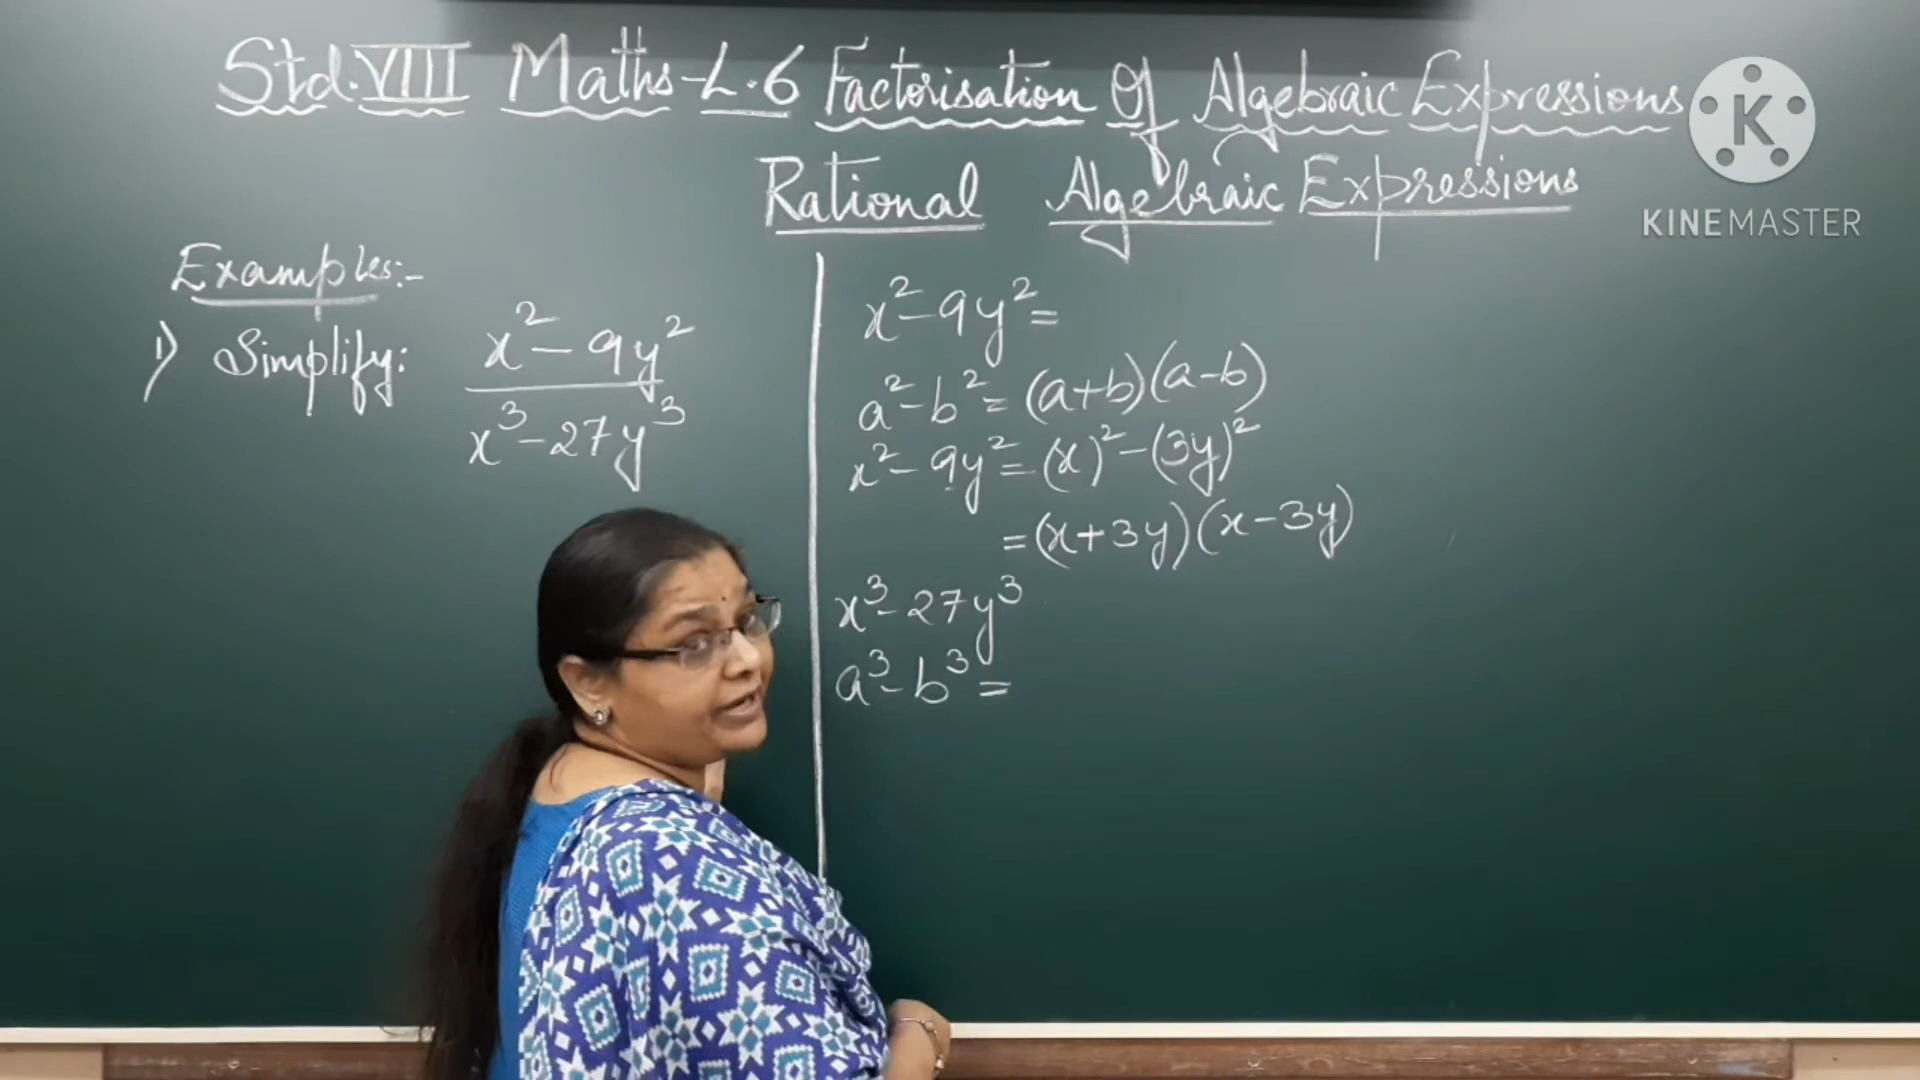 Std.VIII Maths-L.6 Factorisation Of Algebraic Expressions
Rational Algebraic Expressions
K
KINEMASTER
Examples:-
1) Simplify: x² - 9y²
x³ - 27y³
x² - 9y² =
a² - b² = (a+b)(a-b)
x² - 9y² = (x)² - (3y)²
= (x+3y)(x-3y)
x³ - 27y³
a³ - b³ =